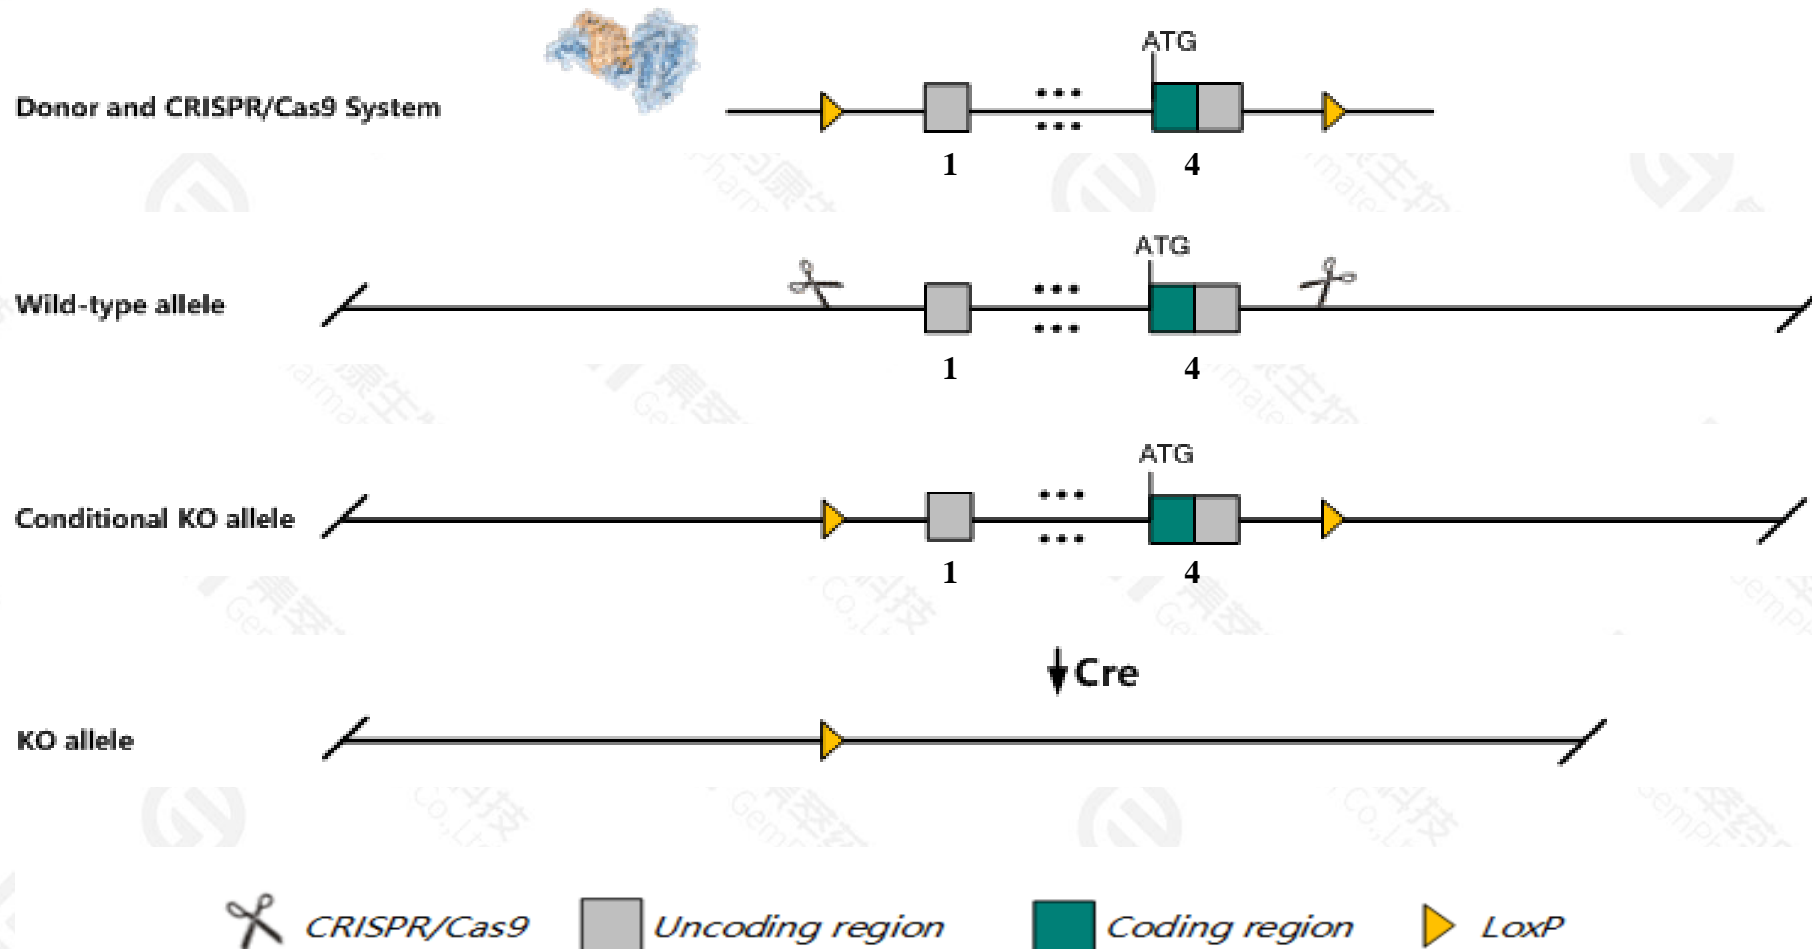 ATG
Donor and CRISPR/Cas9 System
1 4
ATG
Wild-type allele
1 4
ATG
Conditional KO allele
1 4
Cre
KO allele
CRISPR/Cas9 Uncoding region Coding region LoxP